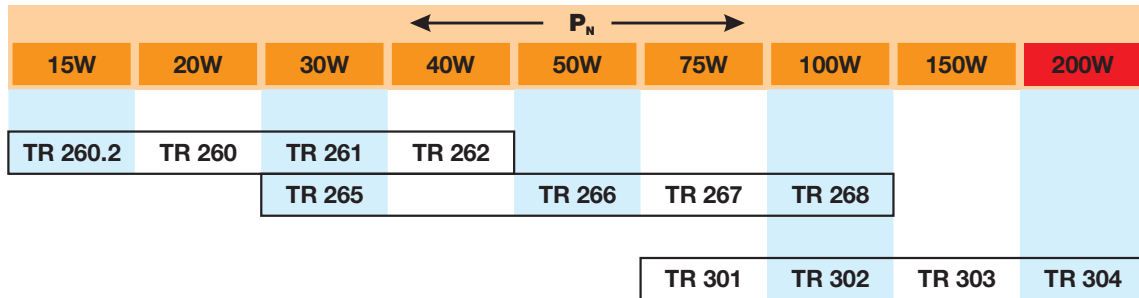 P_N
15W 20W 30W 40W 50W 75W 100W 150W 200W
TR 260.2 TR 260 TR 261 TR 262
TR 265 TR 266 TR 267 TR 268
TR 301 TR 302 TR 303 TR 304